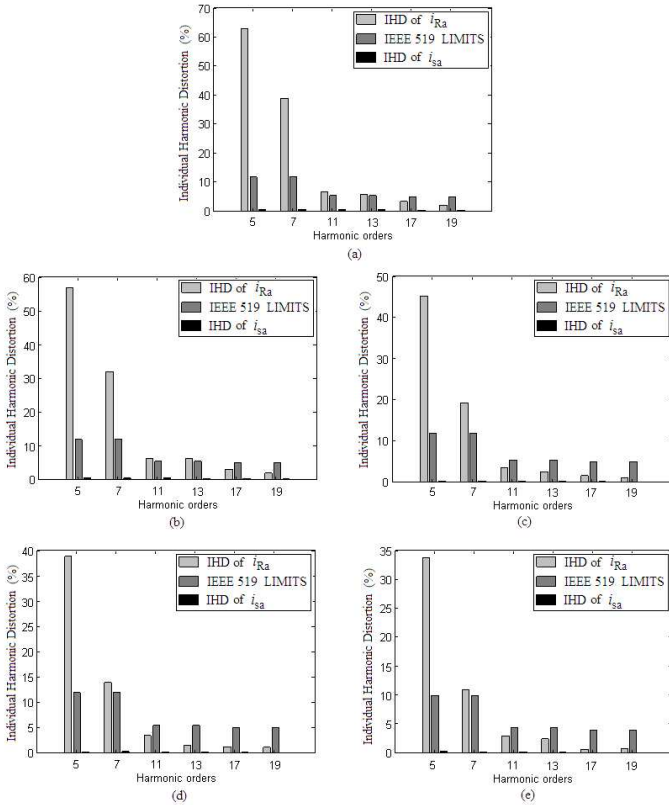 70
60
50
40
30
20
10
0
Individual Harmonic Distortion (%)
IHD of iRa
IEEE 519 LIMITS
IHD of isa
5 7 11 13 17 19
Harmonic orders
(a)
60
50
40
30
20
10
0
Individual Harmonic Distortion (%)
IHD of iRa
IEEE 519 LIMITS
IHD of isa
5 7 11 13 17 19
Harmonic orders
(b)
50
40
30
20
10
0
Individual Harmonic Distortion (%)
IHD of iRa
IEEE 519 LIMITS
IHD of isa
5 7 11 13 17 19
Harmonic orders
(c)
40
35
30
25
20
15
10
5
0
Individual Harmonic Distortion (%)
IHD of iRa
IEEE 519 LIMITS
IHD of isa
5 7 11 13 17 19
Harmonic orders
(d)
35
30
25
20
15
10
5
0
Individual Harmonic Distortion (%)
IHD of iRa
IEEE 519 LIMITS
IHD of isa
5 7 11 13 17 19
Harmonic orders
(e)